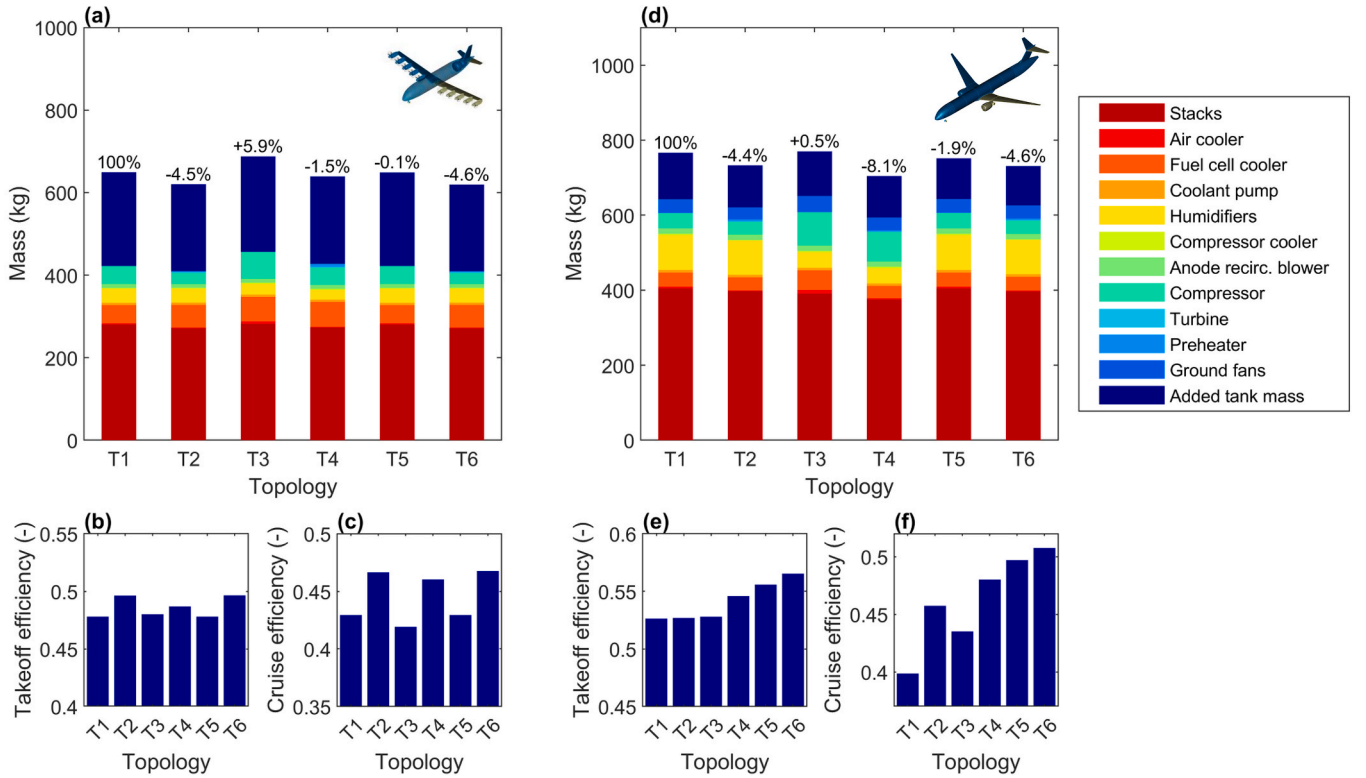 (a)
Mass (kg)
1000
800
600
400
200
0
100%
-4.5%
+5.9%
-1.5%
-0.1%
-4.6%
T1 T2 T3 T4 T5 T6
Topology
(d)
Mass (kg)
1000
800
600
400
200
0
100%
-4.4%
+0.5%
-8.1%
-1.9%
-4.6%
T1 T2 T3 T4 T5 T6
Topology
Stacks
Air cooler
Fuel cell cooler
Coolant pump
Humidifiers
Compressor cooler
Anode recirc. blower
Compressor
Turbine
Preheater
Ground fans
Added tank mass
(b)
Takeoff efficiency (-)
0.55
0.5
0.45
0.4
T1 T2 T3 T4 T5 T6
Topology
(c)
Cruise efficiency (-)
0.5
0.45
0.4
0.35
T1 T2 T3 T4 T5 T6
Topology
(e)
Takeoff efficiency (-)
0.6
0.55
0.5
0.45
T1 T2 T3 T4 T5 T6
Topology
(f)
Cruise efficiency (-)
0.5
0.45
0.4
T1 T2 T3 T4 T5 T6
Topology